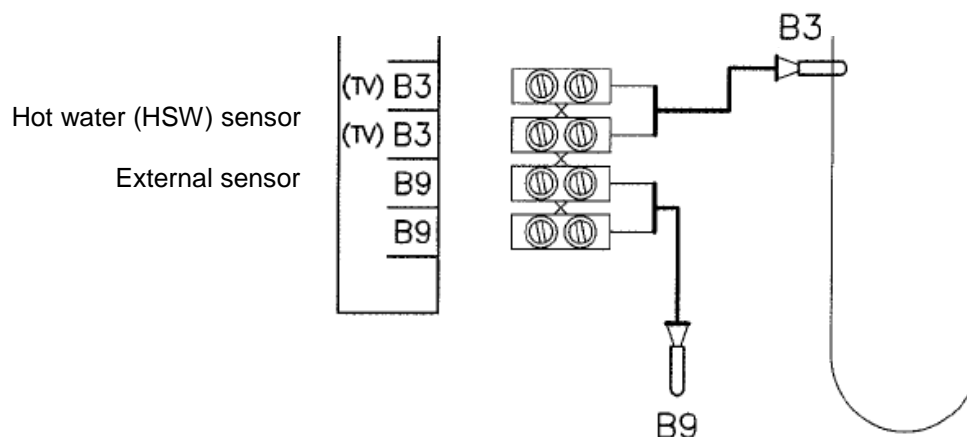 B3
(TV) B3
Hot water (HSW) sensor
(TV) B3
External sensor
B9
B9
B9